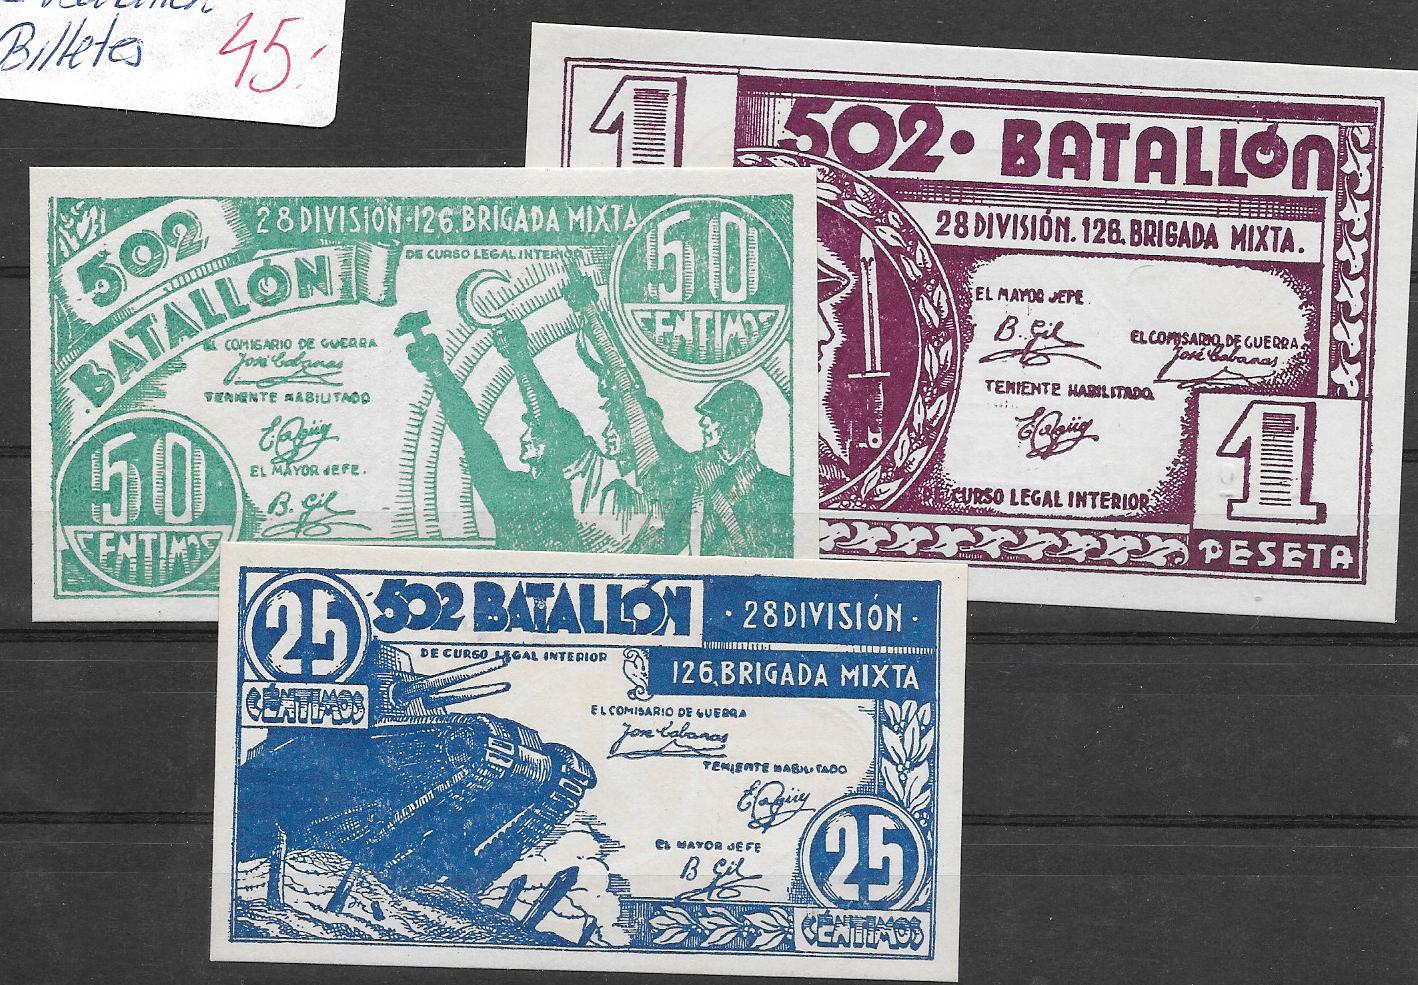 Billetes 45.
1
502. BATALLÓN
28 DIVISIÓN. 126. BRIGADA MIXTA.
EL MAYOR JEFE.
B. Gil
EL COMISARIO DE GUERRA
José Cabanas
TENIENTE HABILITADO
DE CURSO LEGAL INTERIOR
1
PESETA
502
BATALLÓN
28 DIVISIÓN·126. BRIGADA MIXTA
DE CURSO LEGAL INTERIOR
50
CENTIMOS
EL COMISARIO DE GUERRA
José Cabanas
TENIENTE HABILITADO
EL MAYOR JEFE.
B. Gil
50
CENTIMOS
25
CÉNTIMOS
502 BATALLÓN
· 28 DIVISIÓN ·
DE CURSO LEGAL INTERIOR
126. BRIGADA MIXTA
EL COMISARIO DE GUERRA
José Cabanas
TENIENTE HABILITADO
EL MAYOR JEFE
B. Gil
25
CÉNTIMOS